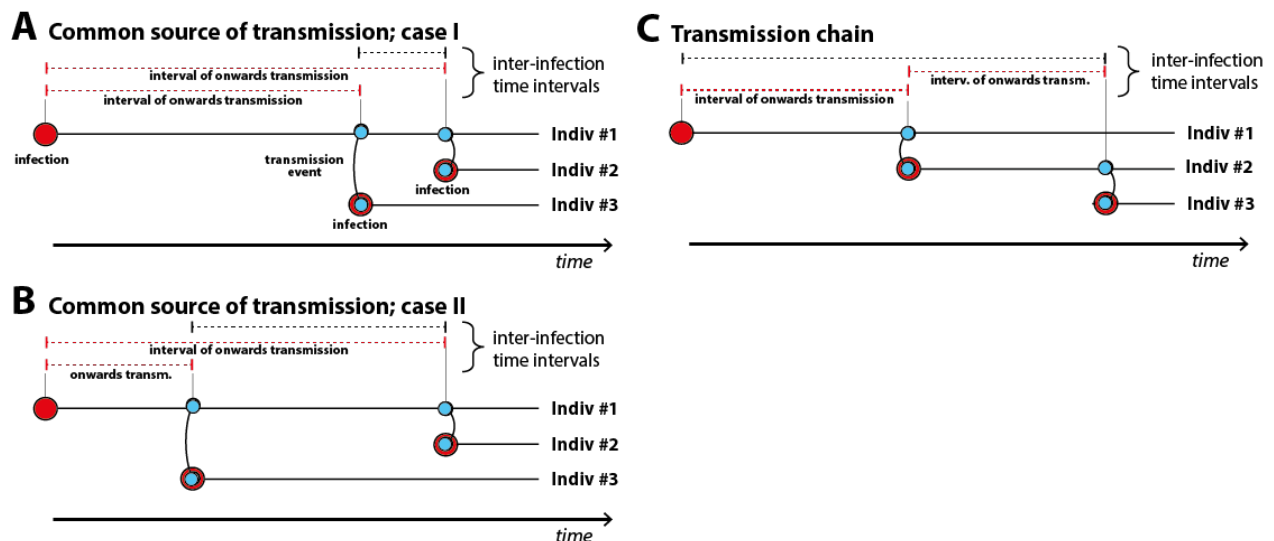 A Common source of transmission; case I
inter-infection
time intervals
interval of onwards transmission
interval of onwards transmission
Indiv #1
infection
transmission
event
Indiv #2
infection
Indiv #3
infection
time
B Common source of transmission; case II
inter-infection
time intervals
interval of onwards transmission
onwards transm.
Indiv #1
Indiv #2
Indiv #3
time
C Transmission chain
inter-infection
time intervals
interv. of onwards transm.
interval of onwards transmission
Indiv #1
Indiv #2
Indiv #3
time